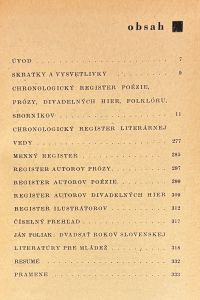 obsah
ÚVOD 7
SKRATKY A VYSVETLIVKY 9
CHRONOLOGICKÝ REGISTER POÉZIE,
PRÓZY, DIVADELNÝCH HIER, FOLKLÓRU,
SBORNÍKOV 11
CHRONOLOGICKÝ REGISTER LITERÁRNEJ
VEDY 277
MENNÝ REGISTER 285
REGISTER AUTOROV PRÓZY 297
REGISTER AUTOROV POÉZIE 299
REGISTER AUTOROV DIVADELNÝCH HIER 309
REGISTER ILUSTRÁTOROV 312
ČÍSELNÝ PREHĽAD 317
JÁN POLIAK: DVADSAŤ ROKOV SLOVENSKEJ
LITERATÚRY PRE MLÁDEŽ 318
RESUMÉ 332
PRAMENE 333